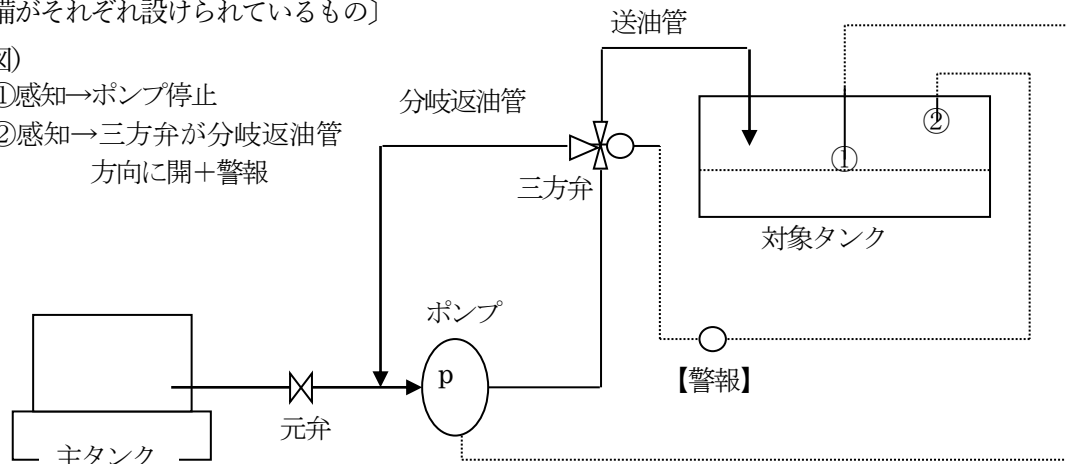 備がそれぞれ設けられているもの〕
図)
①感知→ポンプ停止
②感知→三方弁が分岐返油管
方向に開＋警報
送油管
分岐返油管
三方弁
①
②
対象タンク
ポンプ
p
【警報】
元弁
主タンク